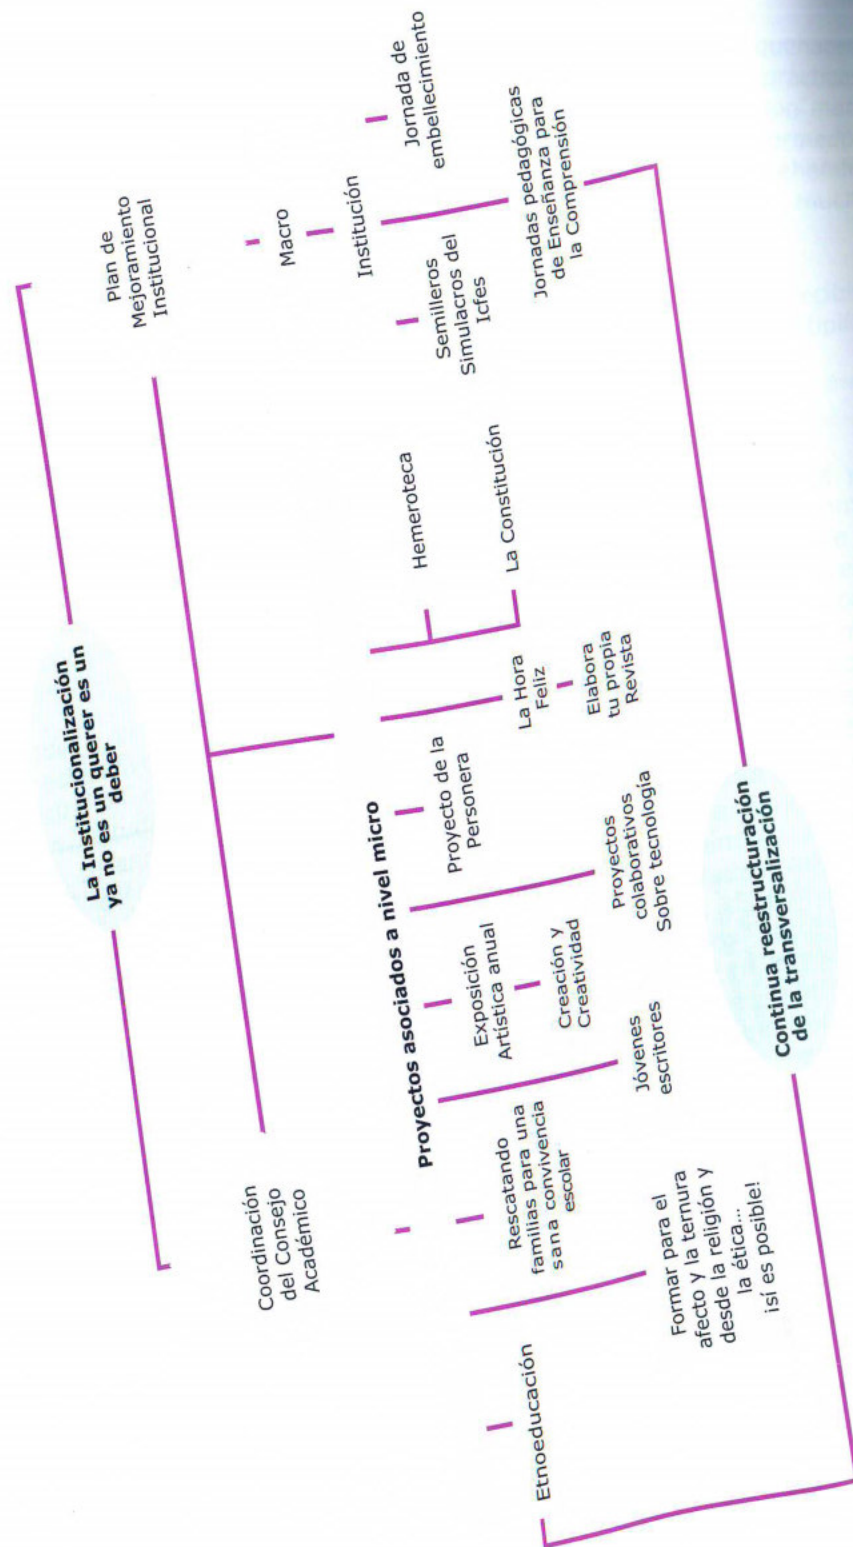 La Institucionalización
ya no es un querer es un
deber
Coordinación
del Consejo
Académico
Plan de
Mejoramiento
Institucional
Macro
Institución
Jornada de
embellecimiento
Semilleros
Simulacros del
Icfes
Jornadas pedagógicas
de Enseñanza para
la Comprensión
Proyectos asociados a nivel micro
Etnoeducación
Formar para el
afecto y la ternura
desde la religión y
la ética...
¡sí es posible!
Rescatando
familias para una
sana convivencia
escolar
Jóvenes
escritores
Exposición
Artística anual
Creación y
Creatividad
Proyectos
colaborativos
Sobre tecnología
Proyecto de la
Personera
La Hora
Feliz
Elabora
tu propia
Revista
Hemeroteca
La Constitución
Continua reestructuración
de la transversalización